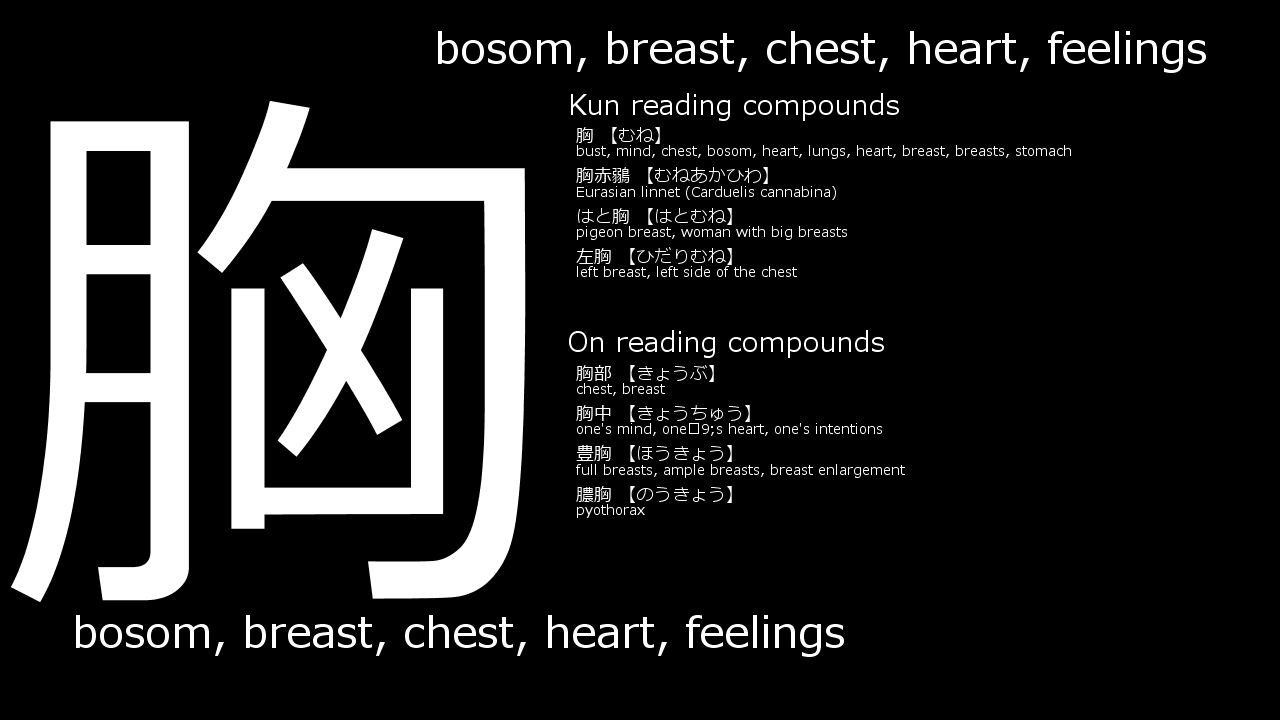 bosom, breast, chest, heart, feelings
胸
Kun reading compounds
胸 【むね】
bust, mind, chest, bosom, heart, lungs, heart, breast, breasts, stomach
胸赤鶸 【むねあかひわ】
Eurasian linnet (Carduelis cannabina)
はと胸 【はとむね】
pigeon breast, woman with big breasts
左胸 【ひだりむね】
left breast, left side of the chest
On reading compounds
胸部 【きょうぶ】
chest, breast
胸中 【きょうちゅう】
one's mind, one□9;s heart, one's intentions
豊胸 【ほうきょう】
full breasts, ample breasts, breast enlargement
膿胸 【のうきょう】
pyothorax
bosom, breast, chest, heart, feelings